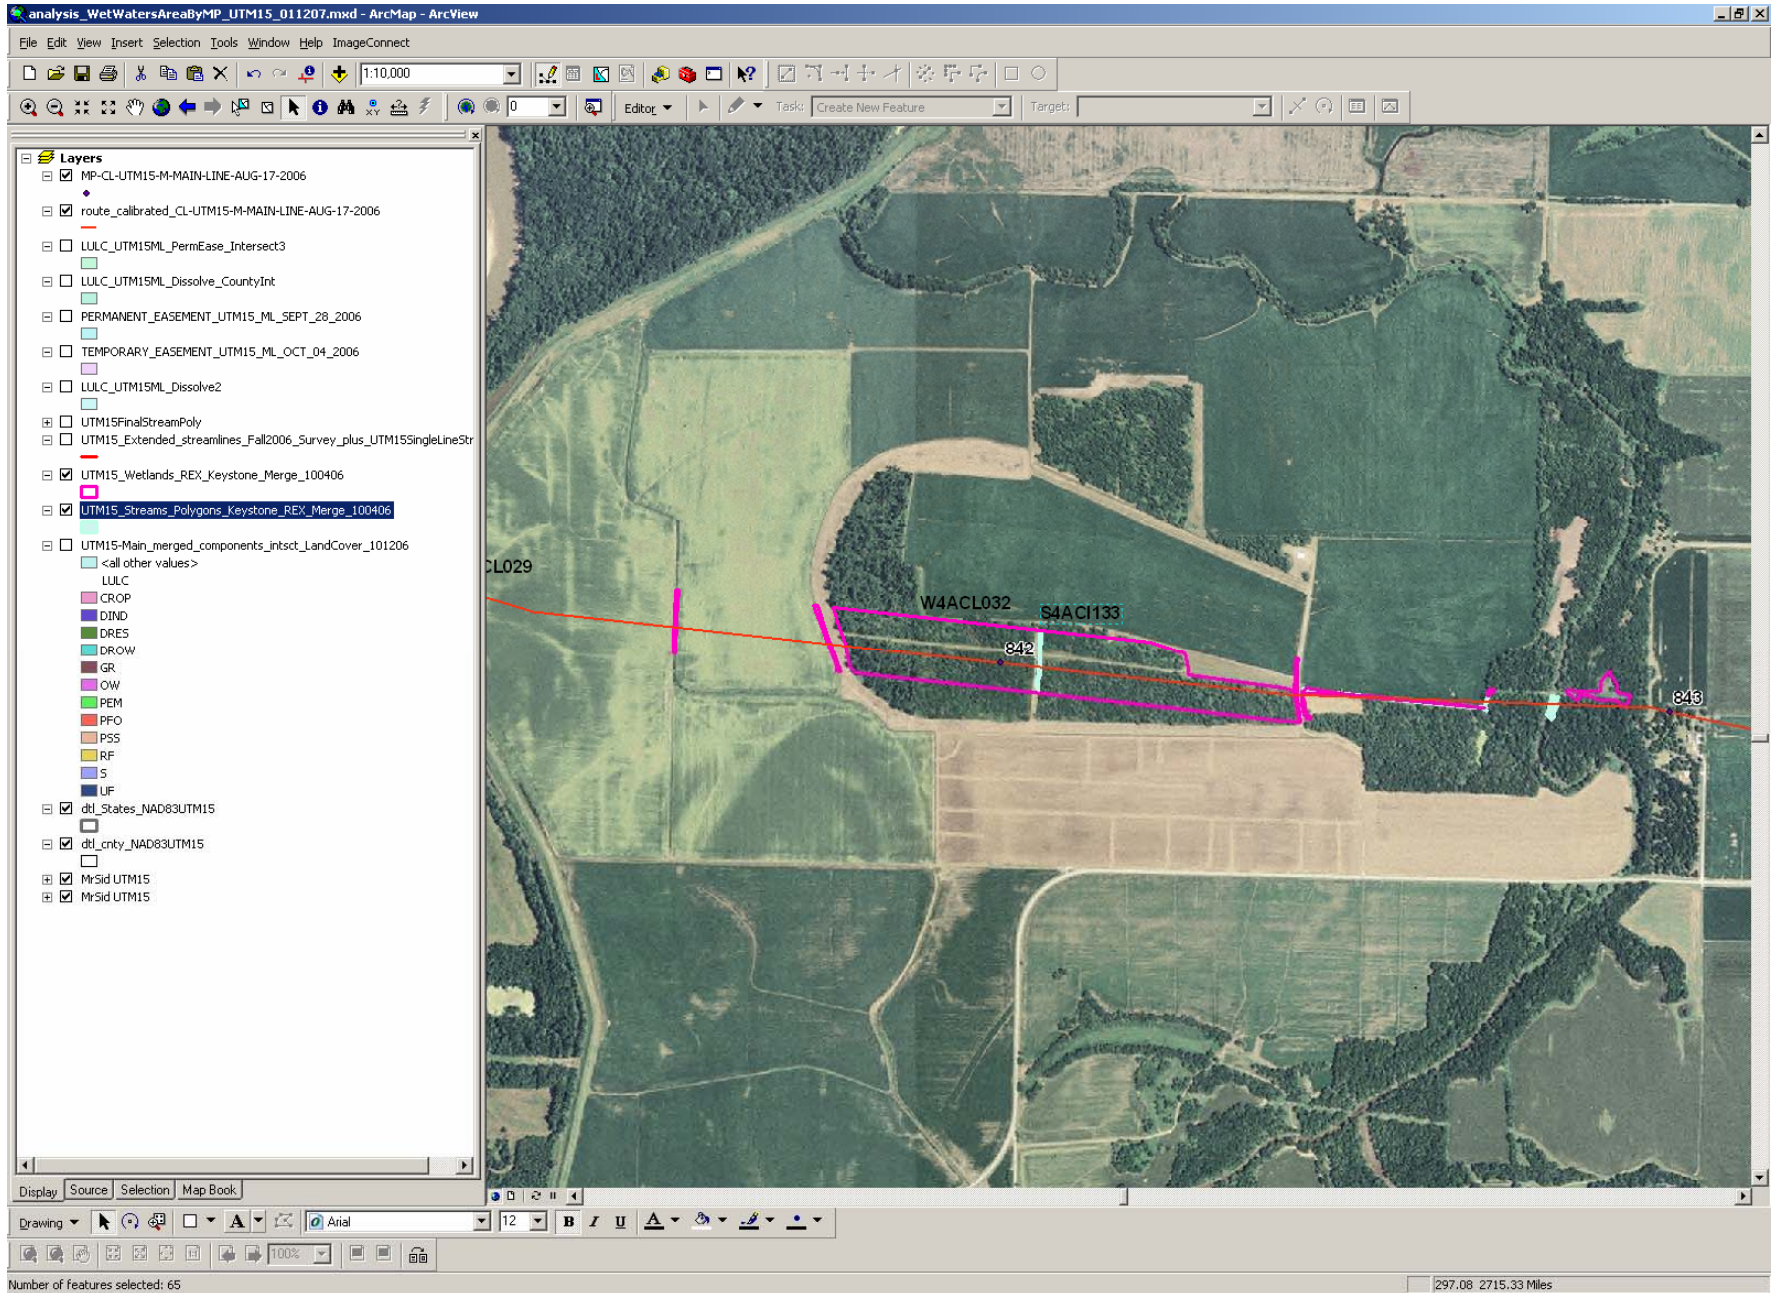 analysis_WetWatersAreaByMP_UTM15_011207.mxd - ArcMap - ArcView
File Edit View Insert Selection Tools Window Help ImageConnect
1:10,000
0 Editor Task: Create New Feature Target:
Layers
MP-CL-UTM15-M-MAIN-LINE-AUG-17-2006
route_calibrated_CL-UTM15-M-MAIN-LINE-AUG-17-2006
LULC_UTM15ML_PermEase_Intersect3
LULC_UTM15ML_Dissolve_CountyInt
PERMANENT_EASEMENT_UTM15_ML_SEPT_28_2006
TEMPORARY_EASEMENT_UTM15_ML_OCT_04_2006
LULC_UTM15ML_Dissolve2
UTM15FinalStreamPoly
UTM15_Extended_streamlines_Fall2006_Survey_plus_UTM15SingleLineStr
UTM15_Wetlands_REX_Keystone_Merge_100406
UTM15_Streams_Polygons_Keystone_REX_Merge_100406
UTM15-Main_merged_components_intsct_LandCover_101206
<all other values>
LULC
CROP
DIND
DRES
DROW
GR
OW
PEM
PFO
PSS
RF
S
UF
dtl_States_NAD83UTM15
dtl_cnty_NAD83UTM15
MrSid UTM15
MrSid UTM15
CL029
W4ACL032
S4ACI133
842
843
Display Source Selection Map Book
Drawing A Arial 12 B I U A
100%
Number of features selected: 65
297.08 2715.33 Miles